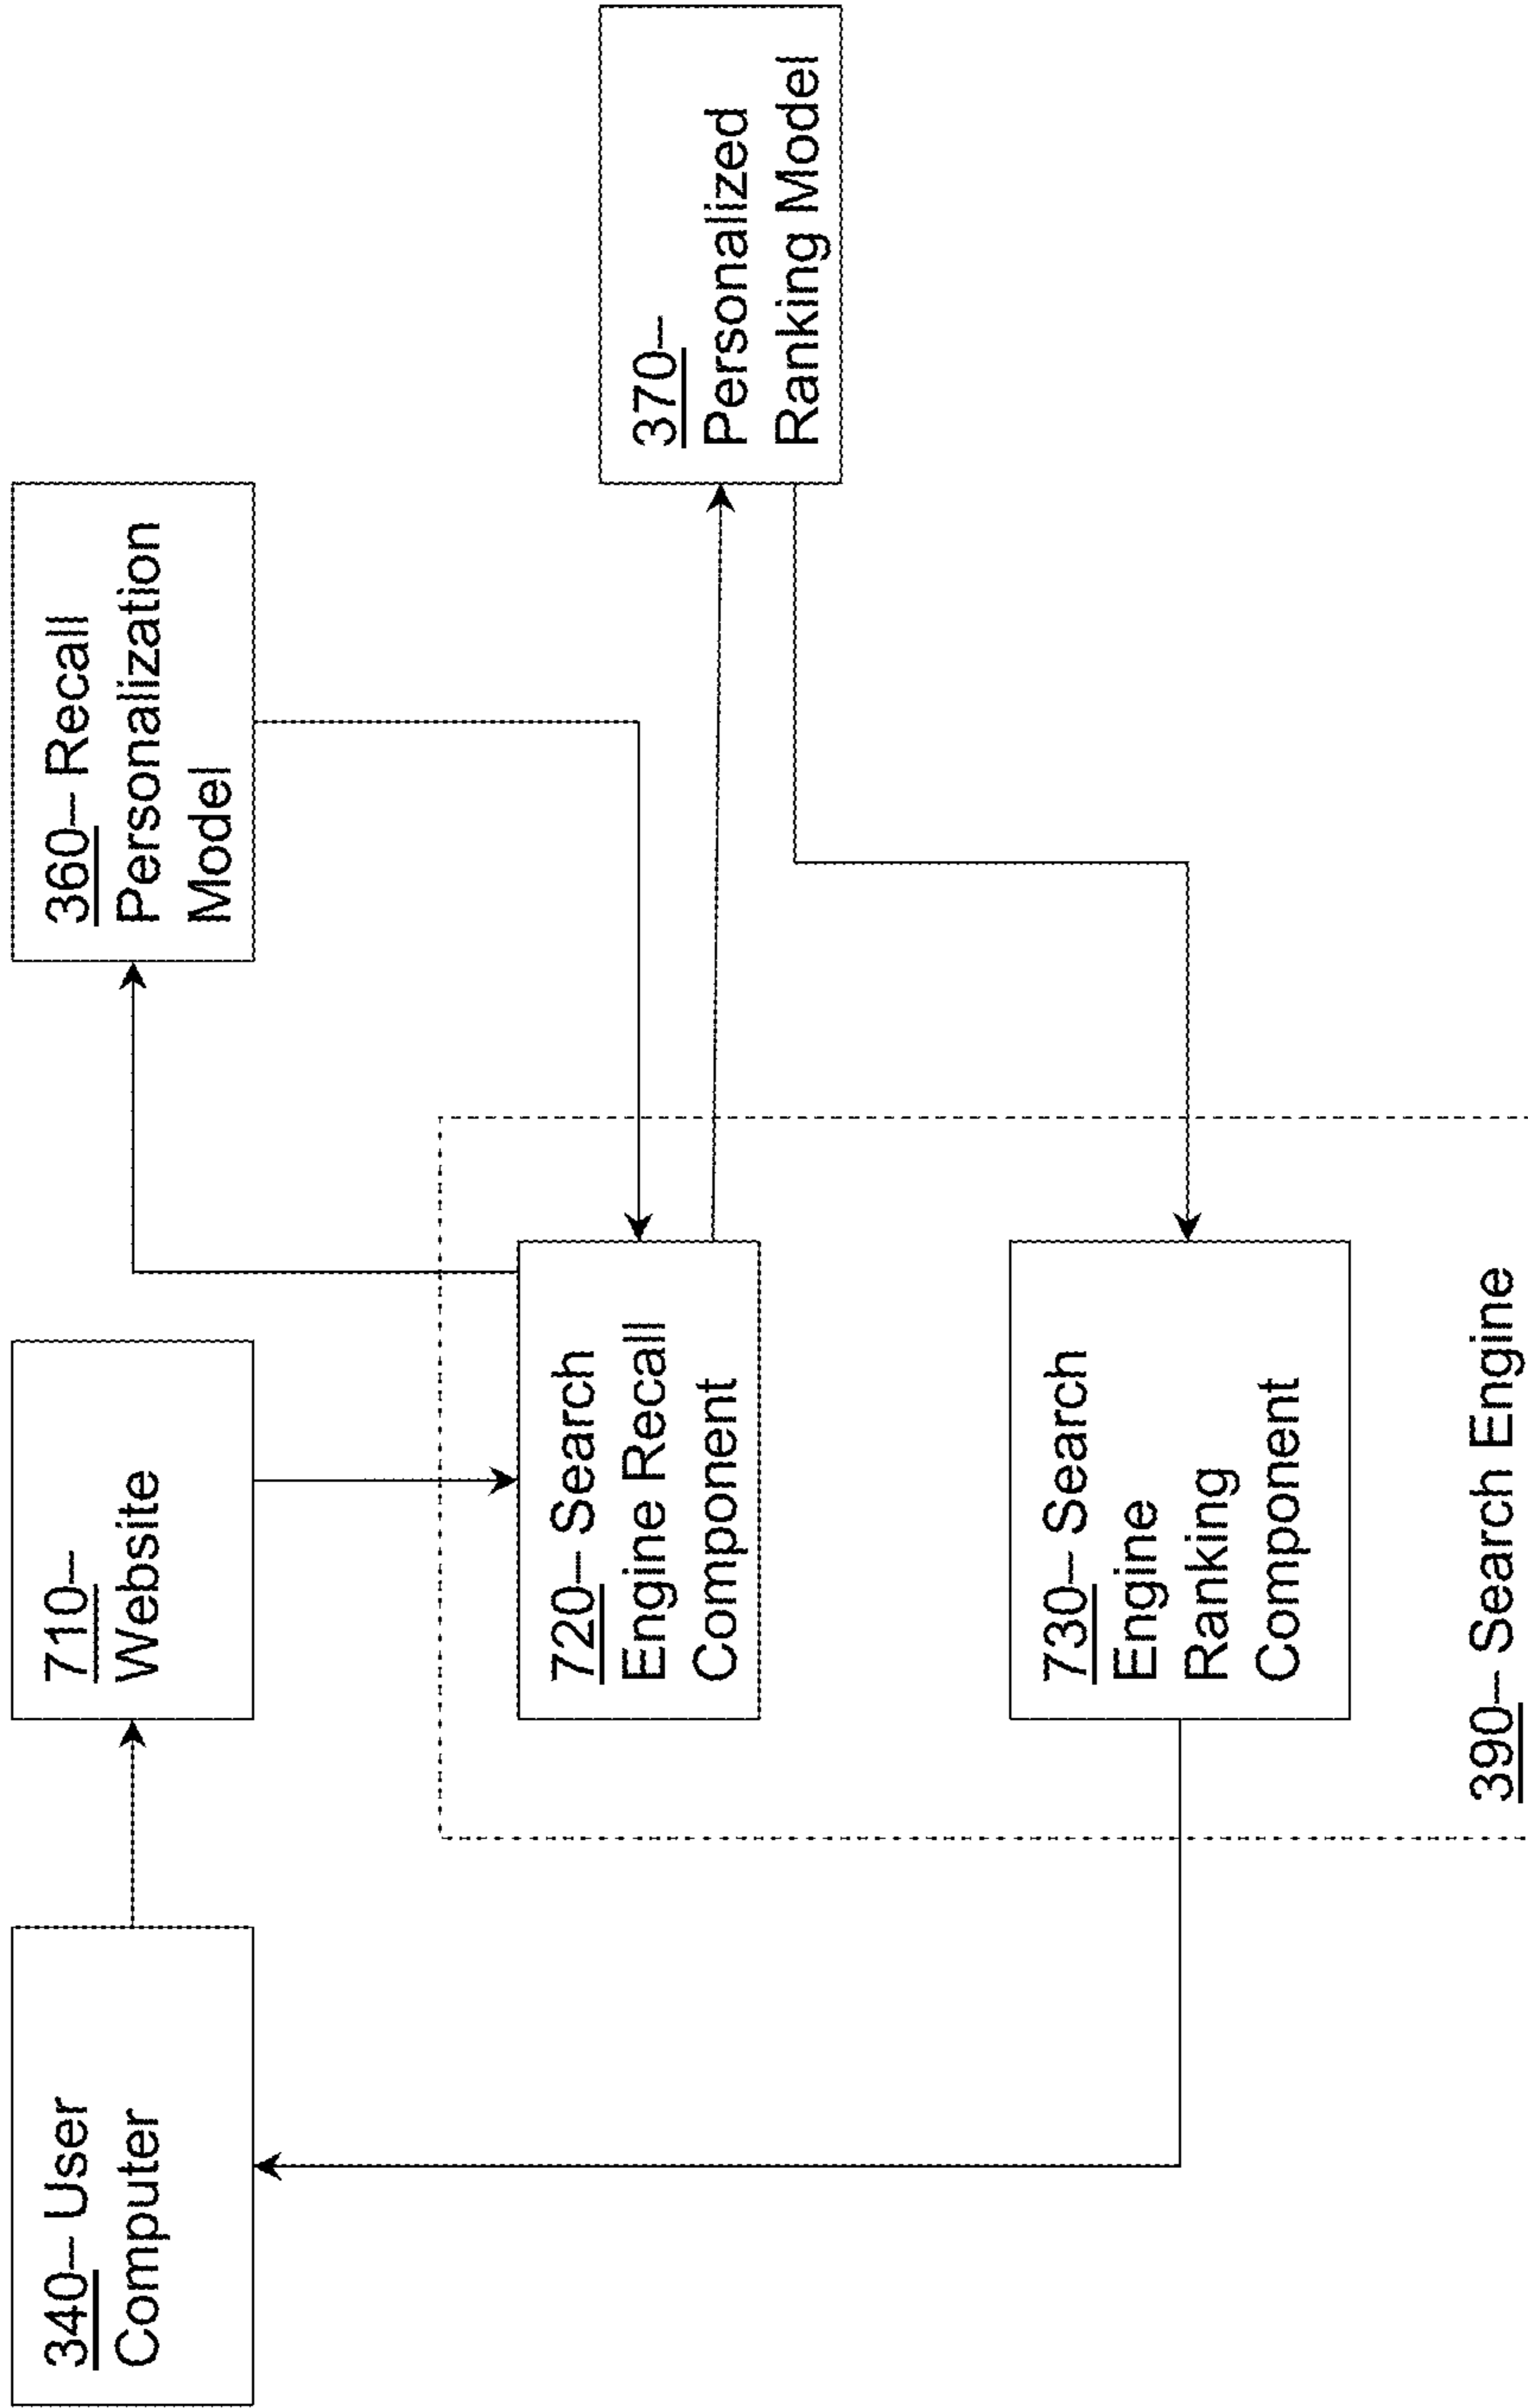 340– User
Computer
710–
Website
360– Recall
Personalization
Model
720– Search
Engine Recall
Component
370–
Personalized
Ranking Model
730– Search
Engine
Ranking
Component
390– Search Engine